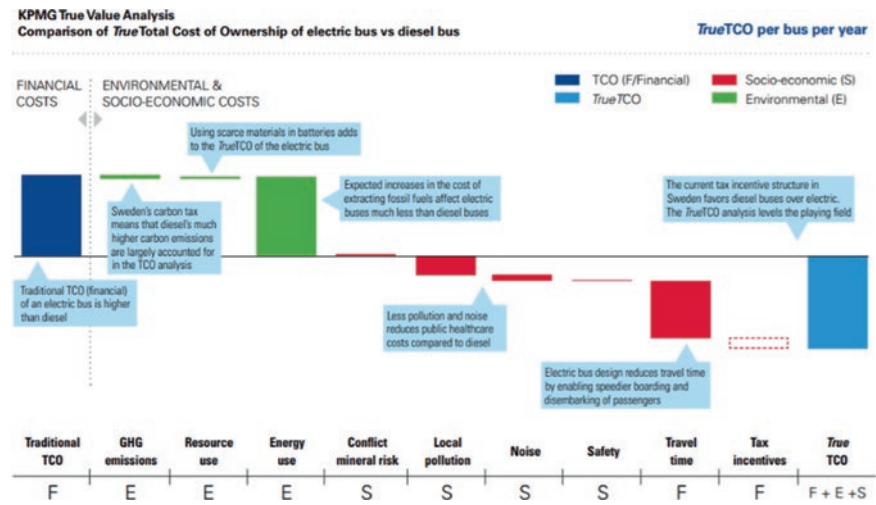 KPMG True Value Analysis
Comparison of True Total Cost of Ownership of electric bus vs diesel bus
TrueTCO per bus per year
FINANCIAL
COSTS
ENVIRONMENTAL &
SOCIO-ECONOMIC COSTS
TCO (F/Financial)
Socio-economic (S)
TrueTCO
Environmental (E)
Using scarce materials in batteries adds
to the TrueTCO of the electric bus
Sweden's carbon tax
means that diesel's much
higher carbon emissions
are largely accounted for
in the TCO analysis
Expected increases in the cost of
extracting fossil fuels affect electric
buses much less than diesel buses
The current tax incentive structure in
Sweden favors diesel buses over electric.
The TrueTCO analysis levels the playing field
Traditional TCO (financial)
of an electric bus is higher
than diesel
Less pollution and noise
reduces public healthcare
costs compared to diesel
Electric bus design reduces travel time
by enabling speedier boarding and
disembarking of passengers
Traditional
TCO
GHG
emissions
Resource
use
Energy
use
Conflict
mineral risk
Local
pollution
Noise
Safety
Travel
time
Tax
incentives
True
TCO
F
E
E
E
S
S
S
S
F
F
F + E +S